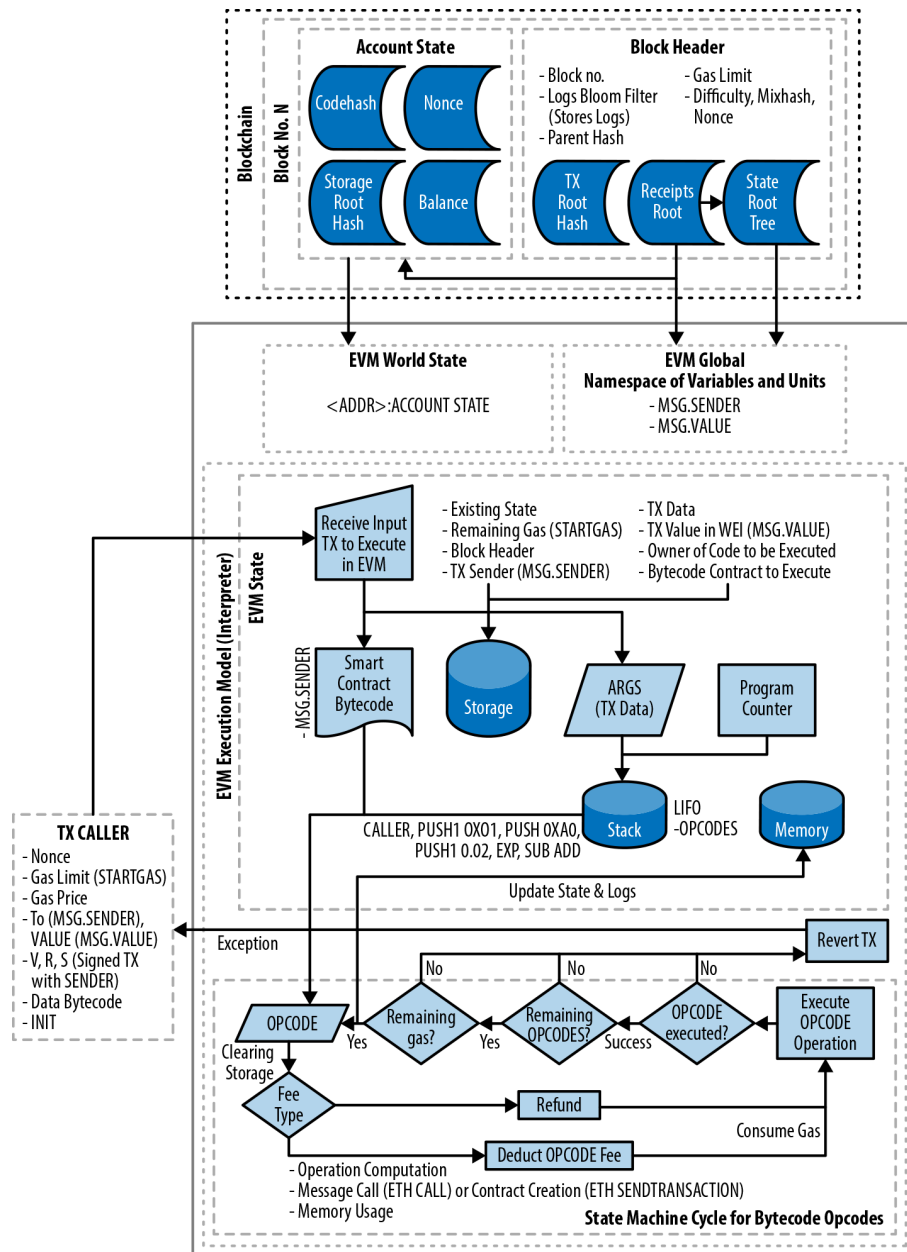 Blockchain
Block No. N
Account State
Codehash
Nonce
Storage
Root
Hash
Balance
Block Header
- Block no.
- Logs Bloom Filter
(Stores Logs)
- Parent Hash
- Gas Limit
- Difficulty, Mixhash,
Nonce
TX
Root
Hash
Receipts
Root
State
Root
Tree
EVM World State
<ADDR>:ACCOUNT STATE
EVM Global
Namespace of Variables and Units
- MSG.SENDER
- MSG.VALUE
EVM Execution Model (Interpreter)
EVM State
Receive Input
TX to Execute
in EVM
- Existing State
- Remaining Gas (STARTGAS)
- Block Header
- TX Sender (MSG.SENDER)
- TX Data
- TX Value in WEI (MSG.VALUE)
- Owner of Code to be Executed
- Bytecode Contract to Execute
- MSG.SENDER
Smart
Contract
Bytecode
Storage
ARGS
(TX Data)
Program
Counter
CALLER, PUSH1 0X01, PUSH 0XA0,
PUSH1 0.02, EXP, SUB ADD
Stack
LIFO
-OPCODES
Memory
Update State & Logs
TX CALLER
- Nonce
- Gas Limit (STARTGAS)
- Gas Price
- To (MSG.SENDER),
VALUE (MSG.VALUE)
- V, R, S (Signed TX
with SENDER)
- Data Bytecode
- INIT
Exception
Revert TX
No
No
No
OPCODE
Yes
Remaining
gas?
Yes
Remaining
OPCODES?
Success
OPCODE
executed?
Execute
OPCODE
Operation
Clearing
Storage
Fee
Type
Refund
Consume Gas
Deduct OPCODE Fee
- Operation Computation
- Message Call (ETH CALL) or Contract Creation (ETH SENDTRANSACTION)
- Memory Usage
State Machine Cycle for Bytecode Opcodes